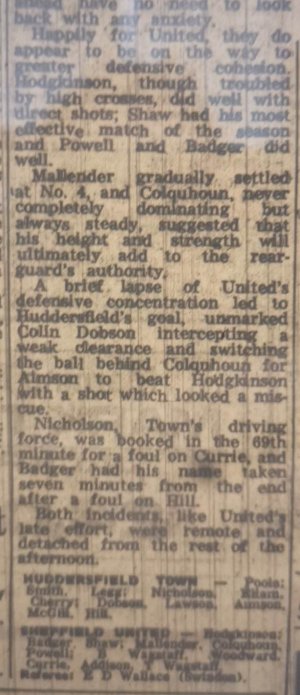 ahead have no need to look
back with any anxiety.
Happily for United, they do
appear to be on the way to
greater defensive cohesion.
Hodgkinson, though troubled
by high crosses, did well with
direct shots; Shaw had his most
effective match of the season
and Powell and Badger did
well.
Mallender gradually settled
at No. 4, and Colquhoun, never
completely dominating but
always steady, suggested that
his height and strength will
ultimately add to the rear-
guard's authority.
A brief lapse of United's
defensive concentration led to
Huddersfield's goal, unmarked
Colin Dobson intercepting a
weak clearance and switching
the ball behind Colquhoun for
Aimson to beat Hodgkinson
with a shot which looked a mis-
cue.
Nicholson, Town's driving
force, was booked in the 69th
minute for a foul on Currie, and
Badger had his name taken
seven minutes from the end
after a foul on Hill.
Both incidents, like United's
late effort, were remote and
detached from the rest of the
afternoon.
HUDDERSFIELD TOWN — Poole;
Smith, Legg; Nicholson, Ellam,
Cherry; Dobson, Lawson, Aimson,
McGill, Hill.
SHEFFIELD UNITED — Hodgkinson;
Badger, Shaw; Mallender, Colquhoun,
Powell; Wagstaff, Woodward,
Currie, Addison, T Wagstaff.
Referee: E D Wallace (Swindon).